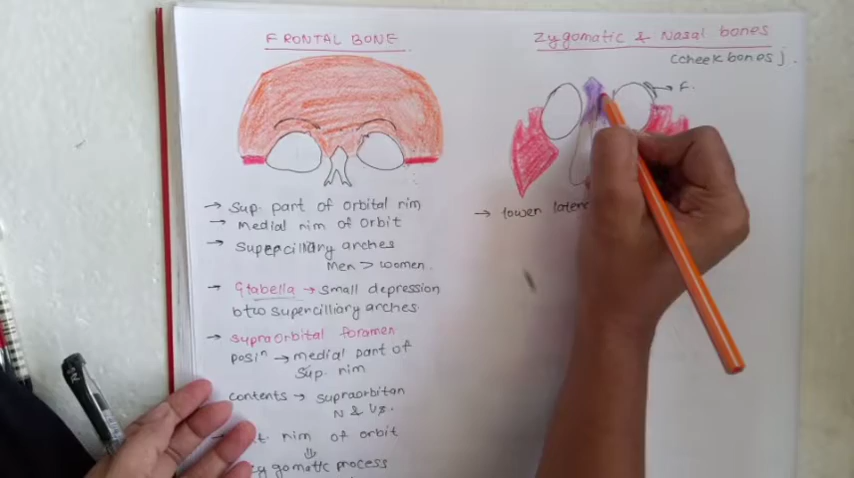 FRONTAL BONE
→ Sup. part of orbital rim
→ Medial rim of orbit
→ Supercilliary arches
Men > women.
→ Glabella → small depression
btw supercilliary arches
→ supraorbital foramen
posiⁿ → medial part of
Sup. rim
contents → supraorbital
N & Vs.
rim of orbit
⇓
zygomatic process
Zygomatic & Nasal bones
(cheek bones).
→ F.
→ lower